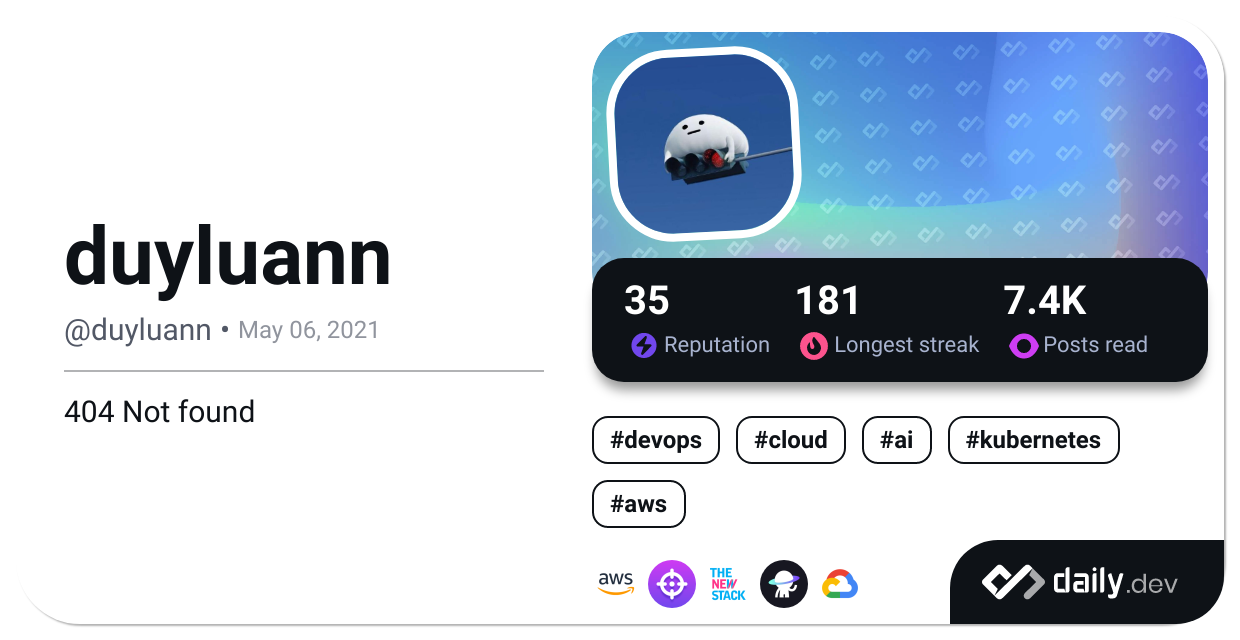 duyluann
@duyluann • May 06, 2021
404 Not found
35 181 7.4K
Reputation Longest streak Posts read
#devops #cloud #ai #kubernetes
#aws
aws
THE
NEW
STACK
daily.dev